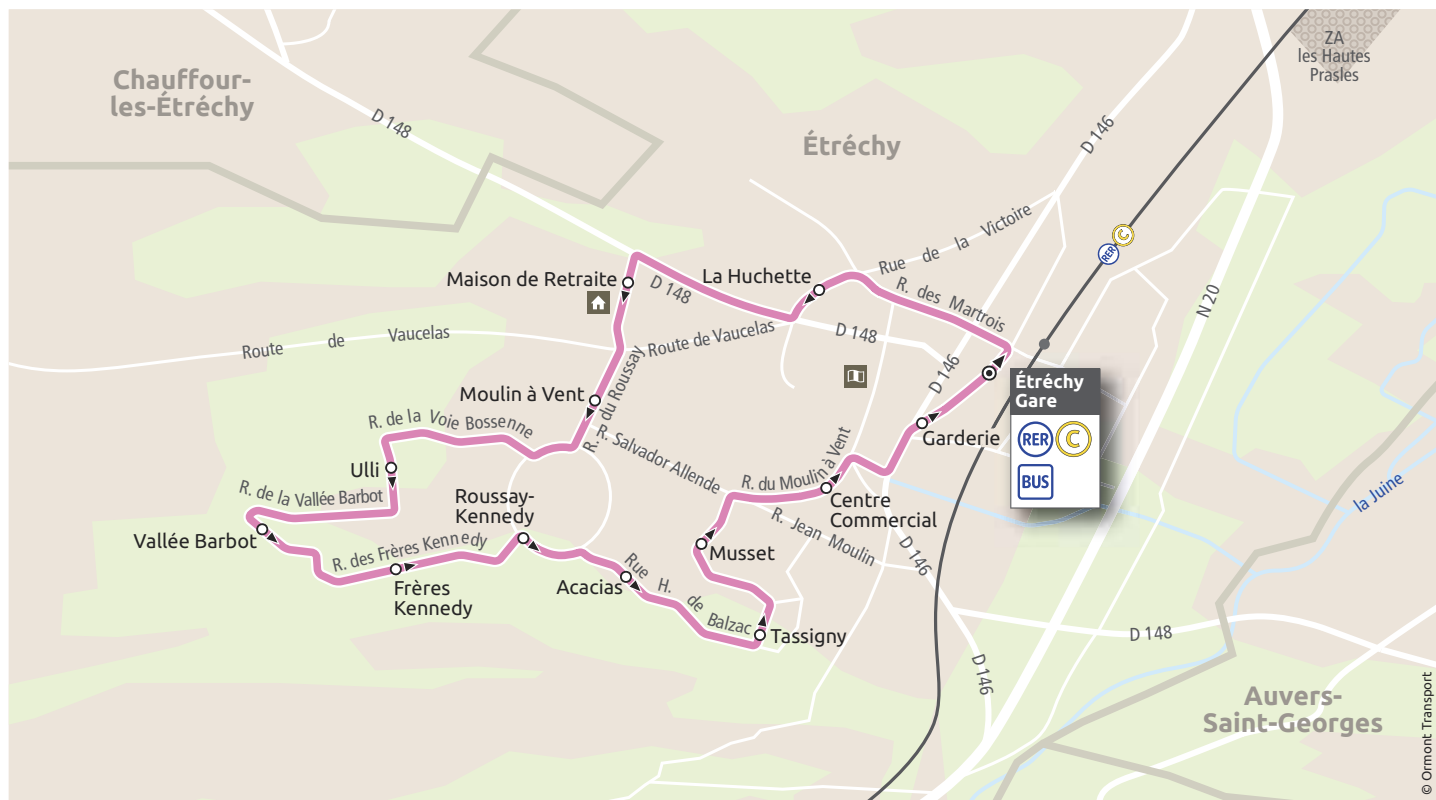 Chauffour-
les-Étréchy
D 148
Étréchy
D 146
ZA
les Hautes
Prasles
RER C
Rue de la Victoire
La Huchette
R. des Martrois
Maison de Retraite
D 148
N 20
Route de Vaucelas
Route de Vaucelas
D 148
D 146
Étréchy
Gare
RER C
BUS
R. du Roussay
Moulin à Vent
R. de la Voie Bossenne
R. Salvador Allende
Garderie
Ulli
R. du Moulin à Vent
Centre
Commercial
R. de la Vallée Barbot
Roussay-
Kennedy
la Juine
R. Jean Moulin
D 146
Vallée Barbot
R. des Frères Kennedy
Musset
Frères
Kennedy
Acacias
Rue H. de Balzac
Tassigny
D 148
D 146
Auvers-
Saint-Georges
© Ormont Transport